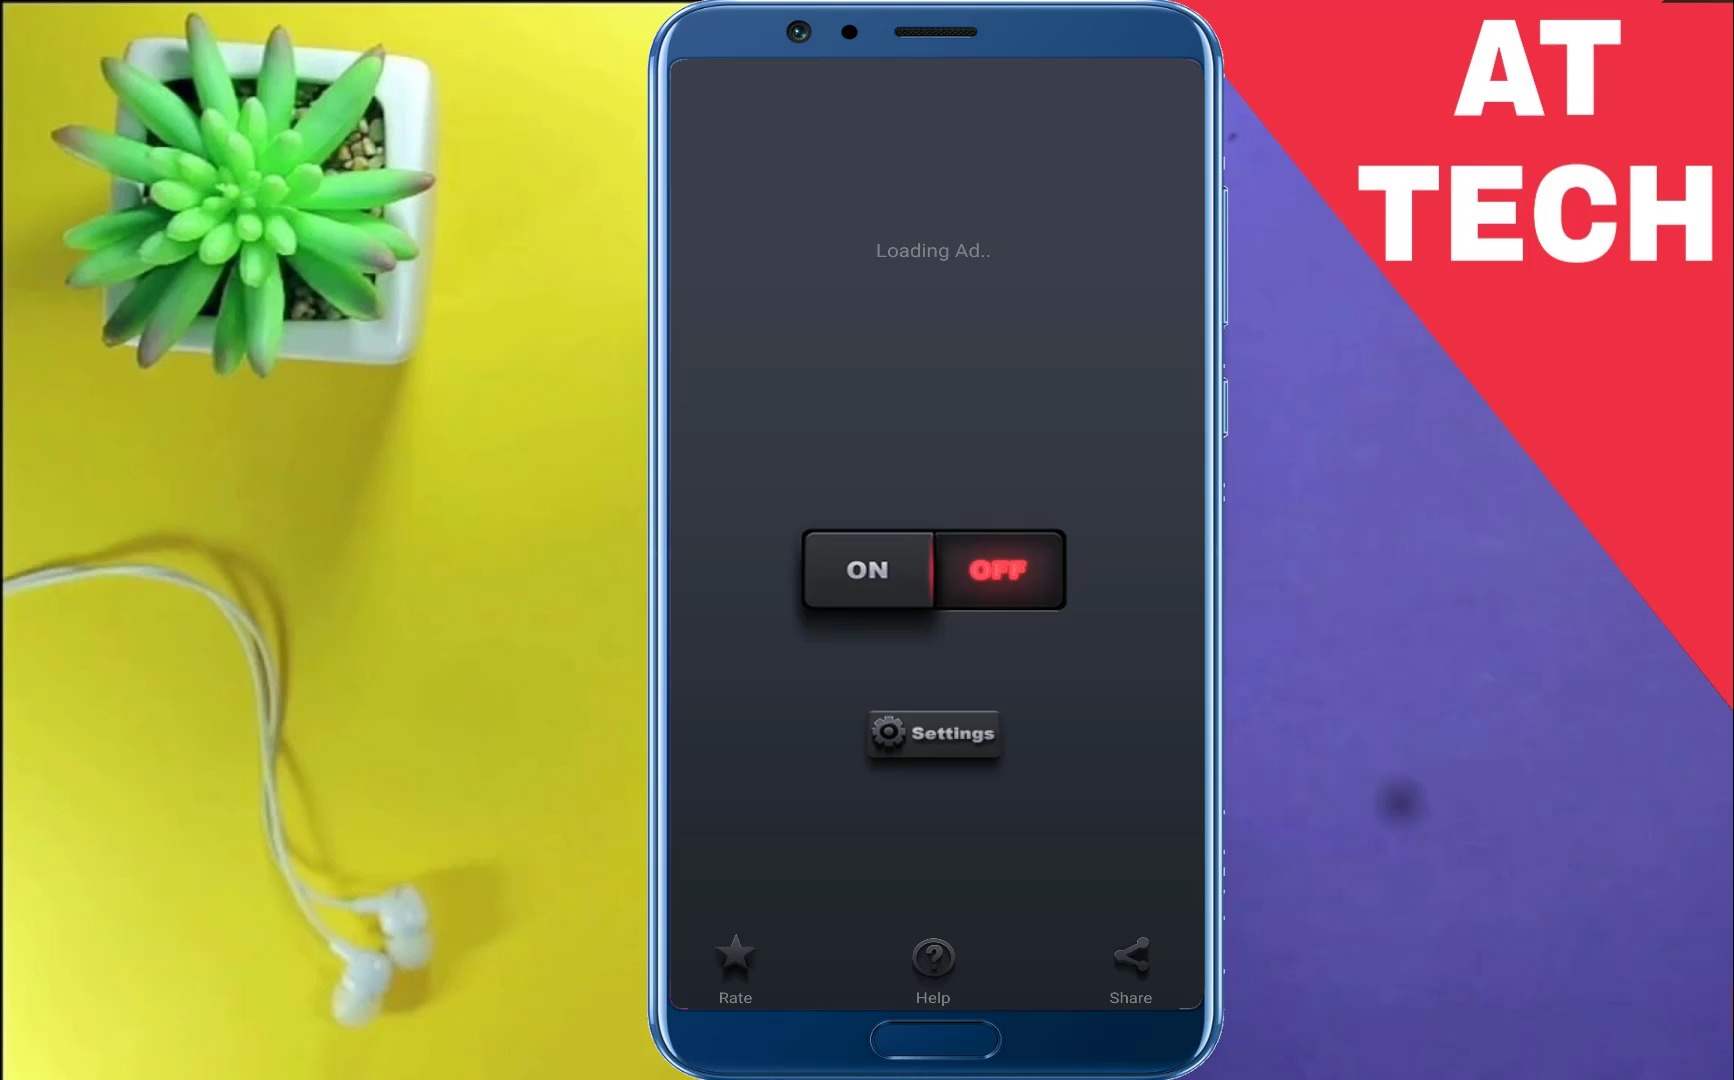 AT
TECH
Loading Ad..
ON
OFF
Settings
Rate
Help
Share